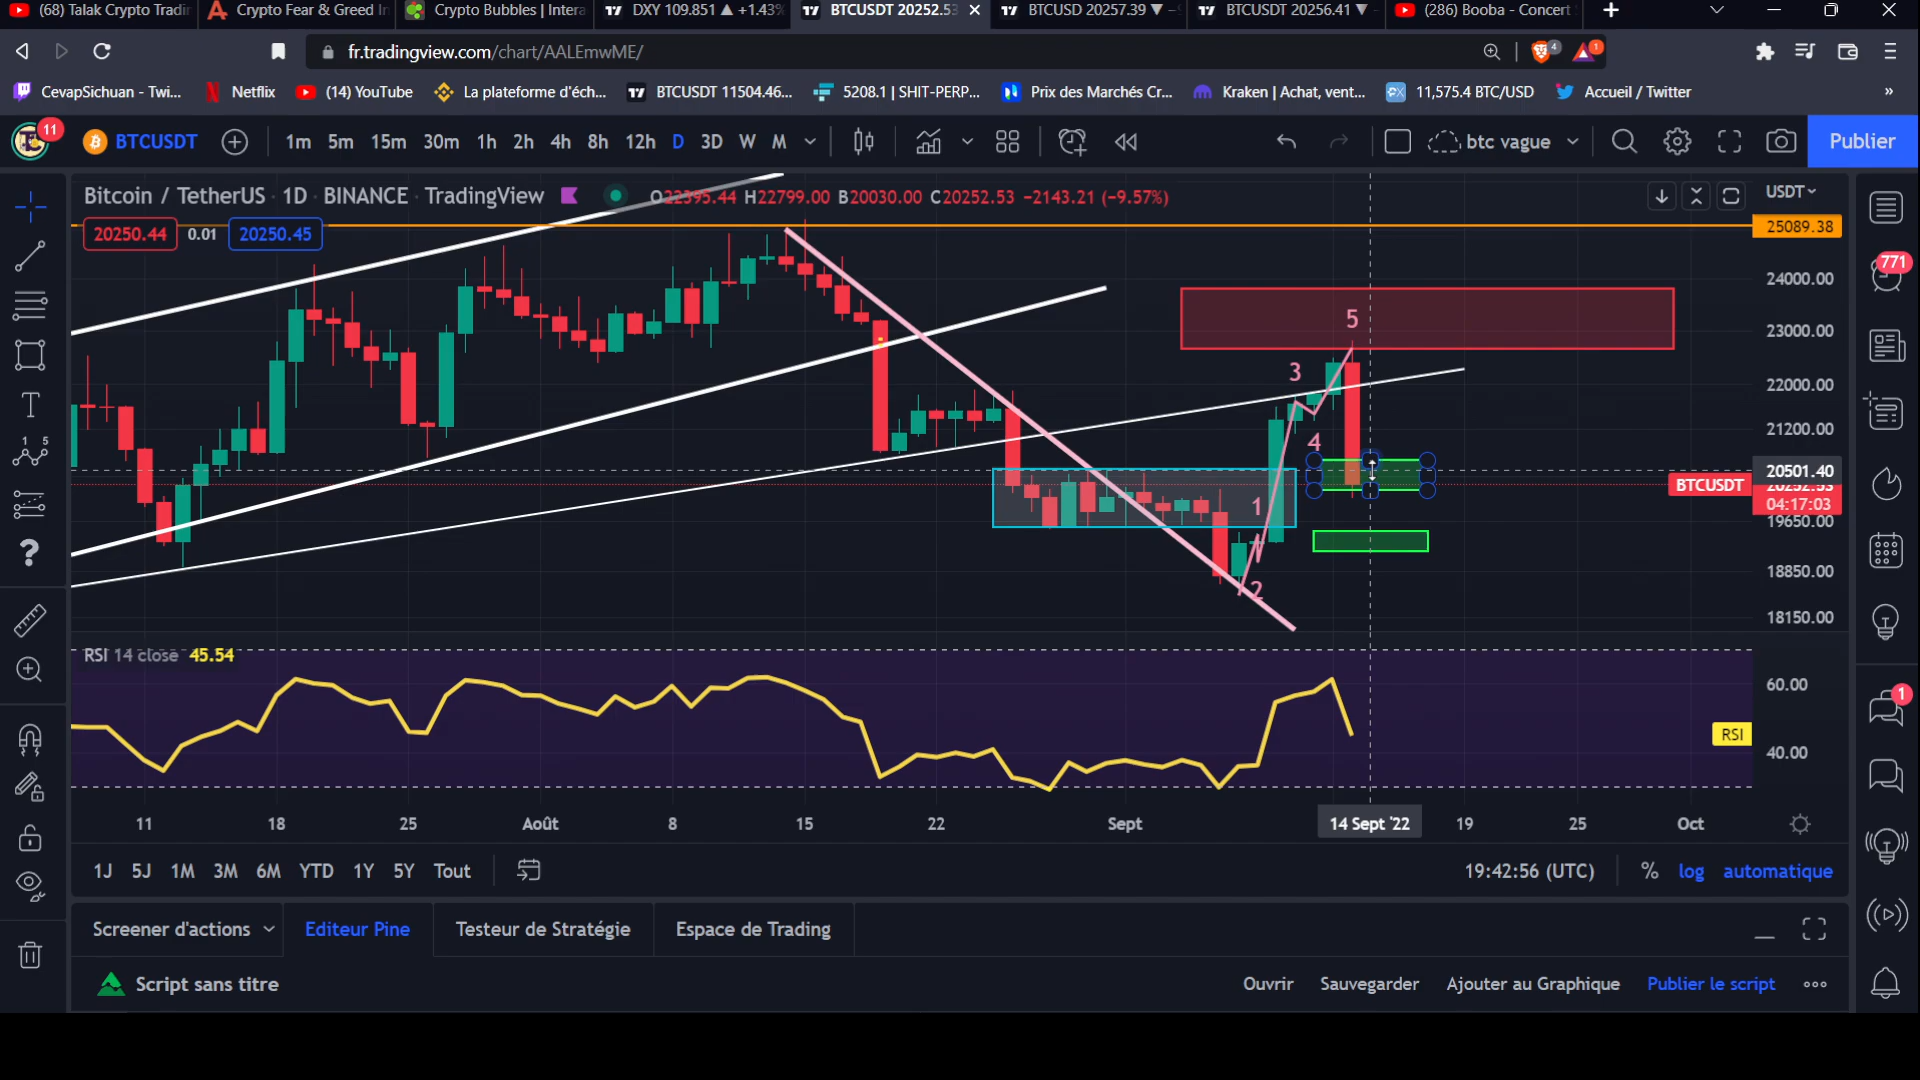 (68) Talak Crypto Tradi
Crypto Fear & Greed I
Crypto Bubbles | Intera
DXY 109.851 ▲ +1.43%
BTCUSDT 20252.53
BTCUSD 20257.39 ▼ −
BTCUSDT 20256.41 ▼
(286) Booba - Concert
fr.tradingview.com/chart/AALEmwME/
4
1
CevapSichuan - Twi...
Netflix
(14) YouTube
La plateforme d'éch...
BTCUSDT 11504.46...
5208.1 | SHIT-PERP...
Prix des Marchés Cr...
Kraken | Achat, vent...
11,575.4 BTC/USD
Accueil / Twitter
»
11
BTCUSDT
1m 5m 15m 30m 1h 2h 4h 8h 12h D 3D W M
btc vague
Publier
Bitcoin / TetherUS · 1D · BINANCE · TradingView
O22395.44 H22799.00 B20030.00 C20252.53 −2143.21 (−9.57%)
USDT
20250.44 0.01 20250.45
25089.38
24000.00
771
5
23000.00
3
22000.00
4
21200.00
20501.40
BTCUSDT
20252.53
04:17:03
1
19650.00
18850.00
2
18150.00
RSI 14 close 45.54
60.00
RSI
40.00
1
11 18 25 Août 8 15 22 Sept 14 Sept '22 19 25 Oct
1J 5J 1M 3M 6M YTD 1Y 5Y Tout
19:42:56 (UTC) % log automatique
Screener d'actions
Editeur Pine
Testeur de Stratégie
Espace de Trading
Script sans titre
Ouvrir
Sauvegarder
Ajouter au Graphique
Publier le script